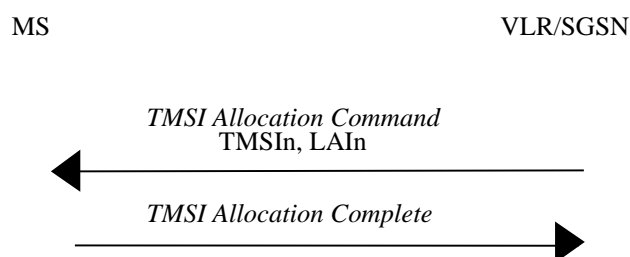 MS
VLR/SGSN
TMSI Allocation Command
TMSIn, LAIn
TMSI Allocation Complete